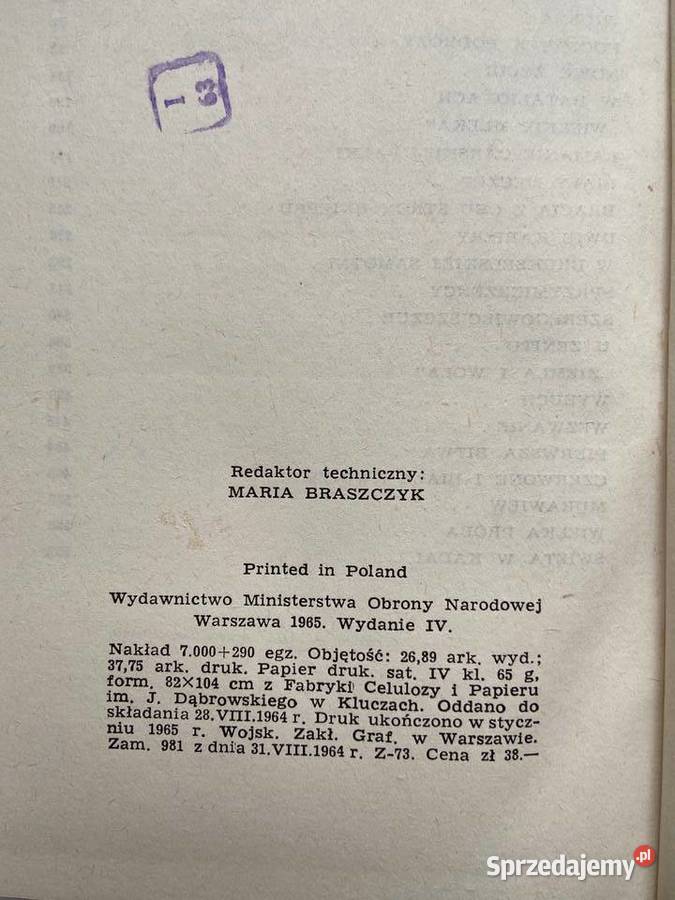 I
63
Redaktor techniczny:
MARIA BRASZCZYK
Printed in Poland
Wydawnictwo Ministerstwa Obrony Narodowej
Warszawa 1965. Wydanie IV.
Nakład 7.000+290 egz. Objętość: 26,89 ark. wyd.;
37,75 ark. druk. Papier druk. sat. IV kl. 65 g,
form. 82×104 cm z Fabryki Celulozy i Papieru
im. J. Dąbrowskiego w Kluczach. Oddano do
składania 28.VIII.1964 r. Druk ukończono w stycz-
niu 1965 r. Wojsk. Zakł. Graf. w Warszawie.
Zam. 981 z dnia 31.VIII.1964 r. Z-73. Cena zł 38.—
Sprzedajemy.pl